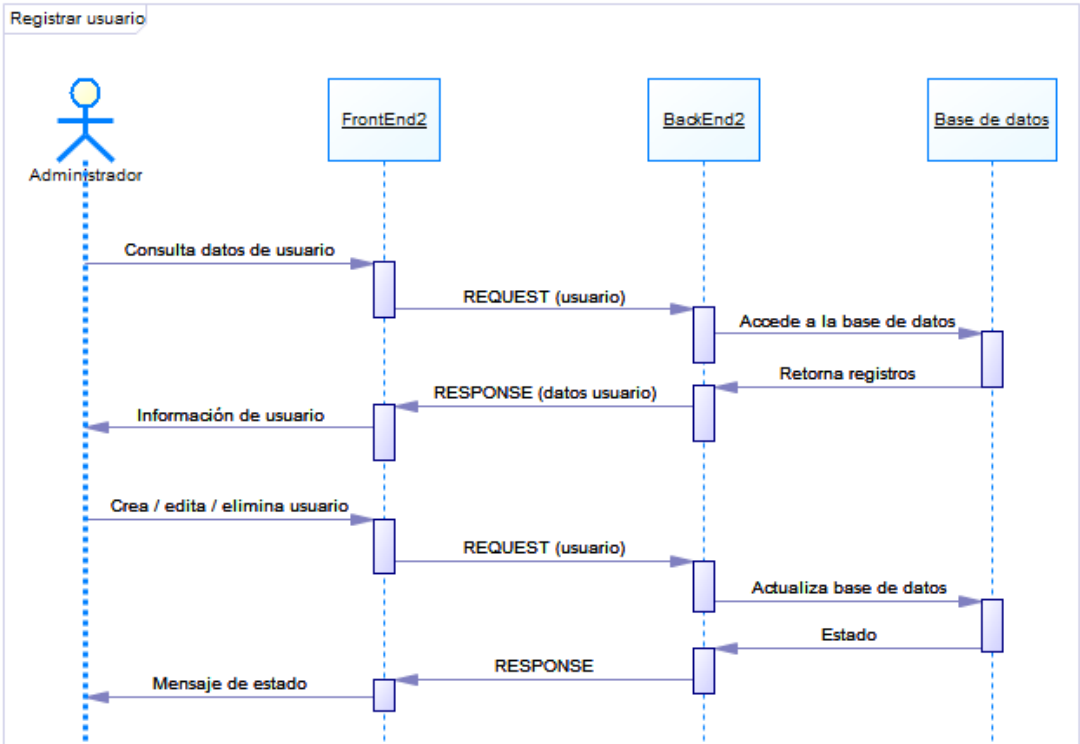 Registrar usuario
FrontEnd2
BackEnd2
Base de datos
Administrador
Consulta datos de usuario
REQUEST (usuario)
Accede a la base de datos
Retorna registros
RESPONSE (datos usuario)
Información de usuario
Crea / edita / elimina usuario
REQUEST (usuario)
Actualiza base de datos
Estado
RESPONSE
Mensaje de estado